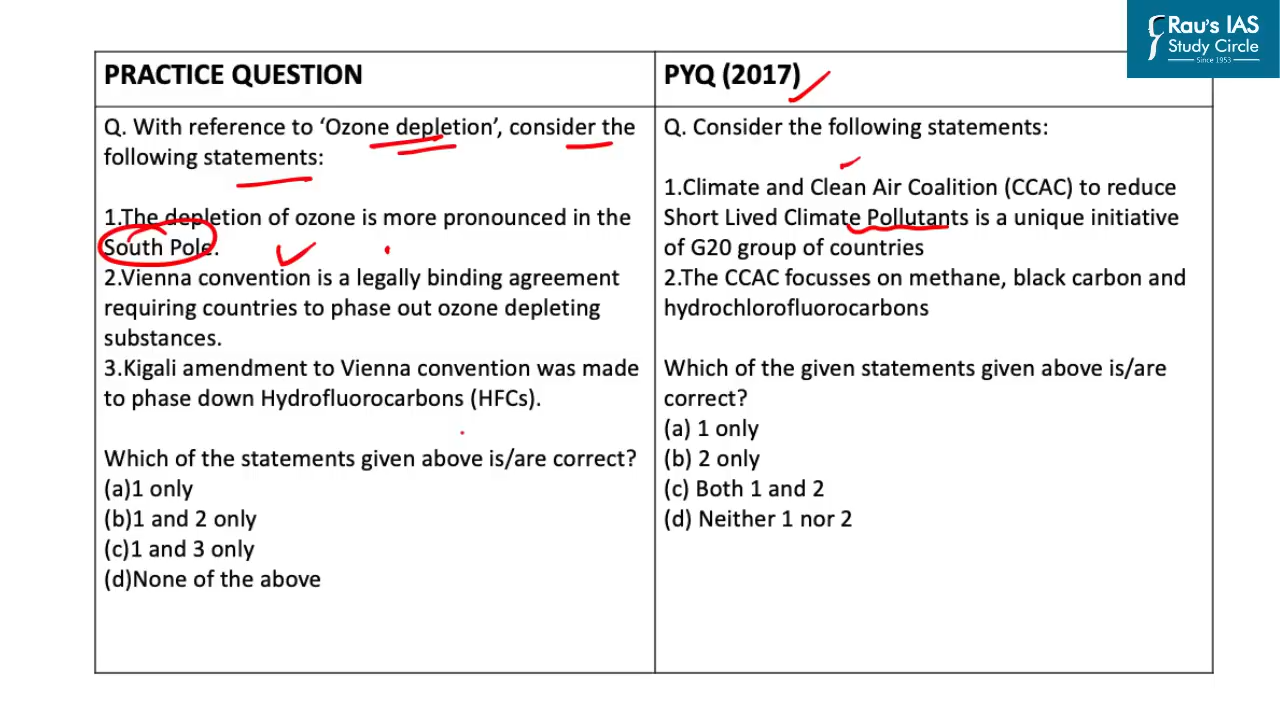 Rau's IAS
Study Circle
Since 1953
PRACTICE QUESTION
Q. With reference to ‘Ozone depletion’, consider the
following statements:
1.The depletion of ozone is more pronounced in the
South Pole.
2.Vienna convention is a legally binding agreement
requiring countries to phase out ozone depleting
substances.
3.Kigali amendment to Vienna convention was made
to phase down Hydrofluorocarbons (HFCs).
Which of the statements given above is/are correct?
(a)1 only
(b)1 and 2 only
(c)1 and 3 only
(d)None of the above
PYQ (2017)
Q. Consider the following statements:
1.Climate and Clean Air Coalition (CCAC) to reduce
Short Lived Climate Pollutants is a unique initiative
of G20 group of countries
2.The CCAC focusses on methane, black carbon and
hydrochlorofluorocarbons
Which of the given statements given above is/are
correct?
(a) 1 only
(b) 2 only
(c) Both 1 and 2
(d) Neither 1 nor 2